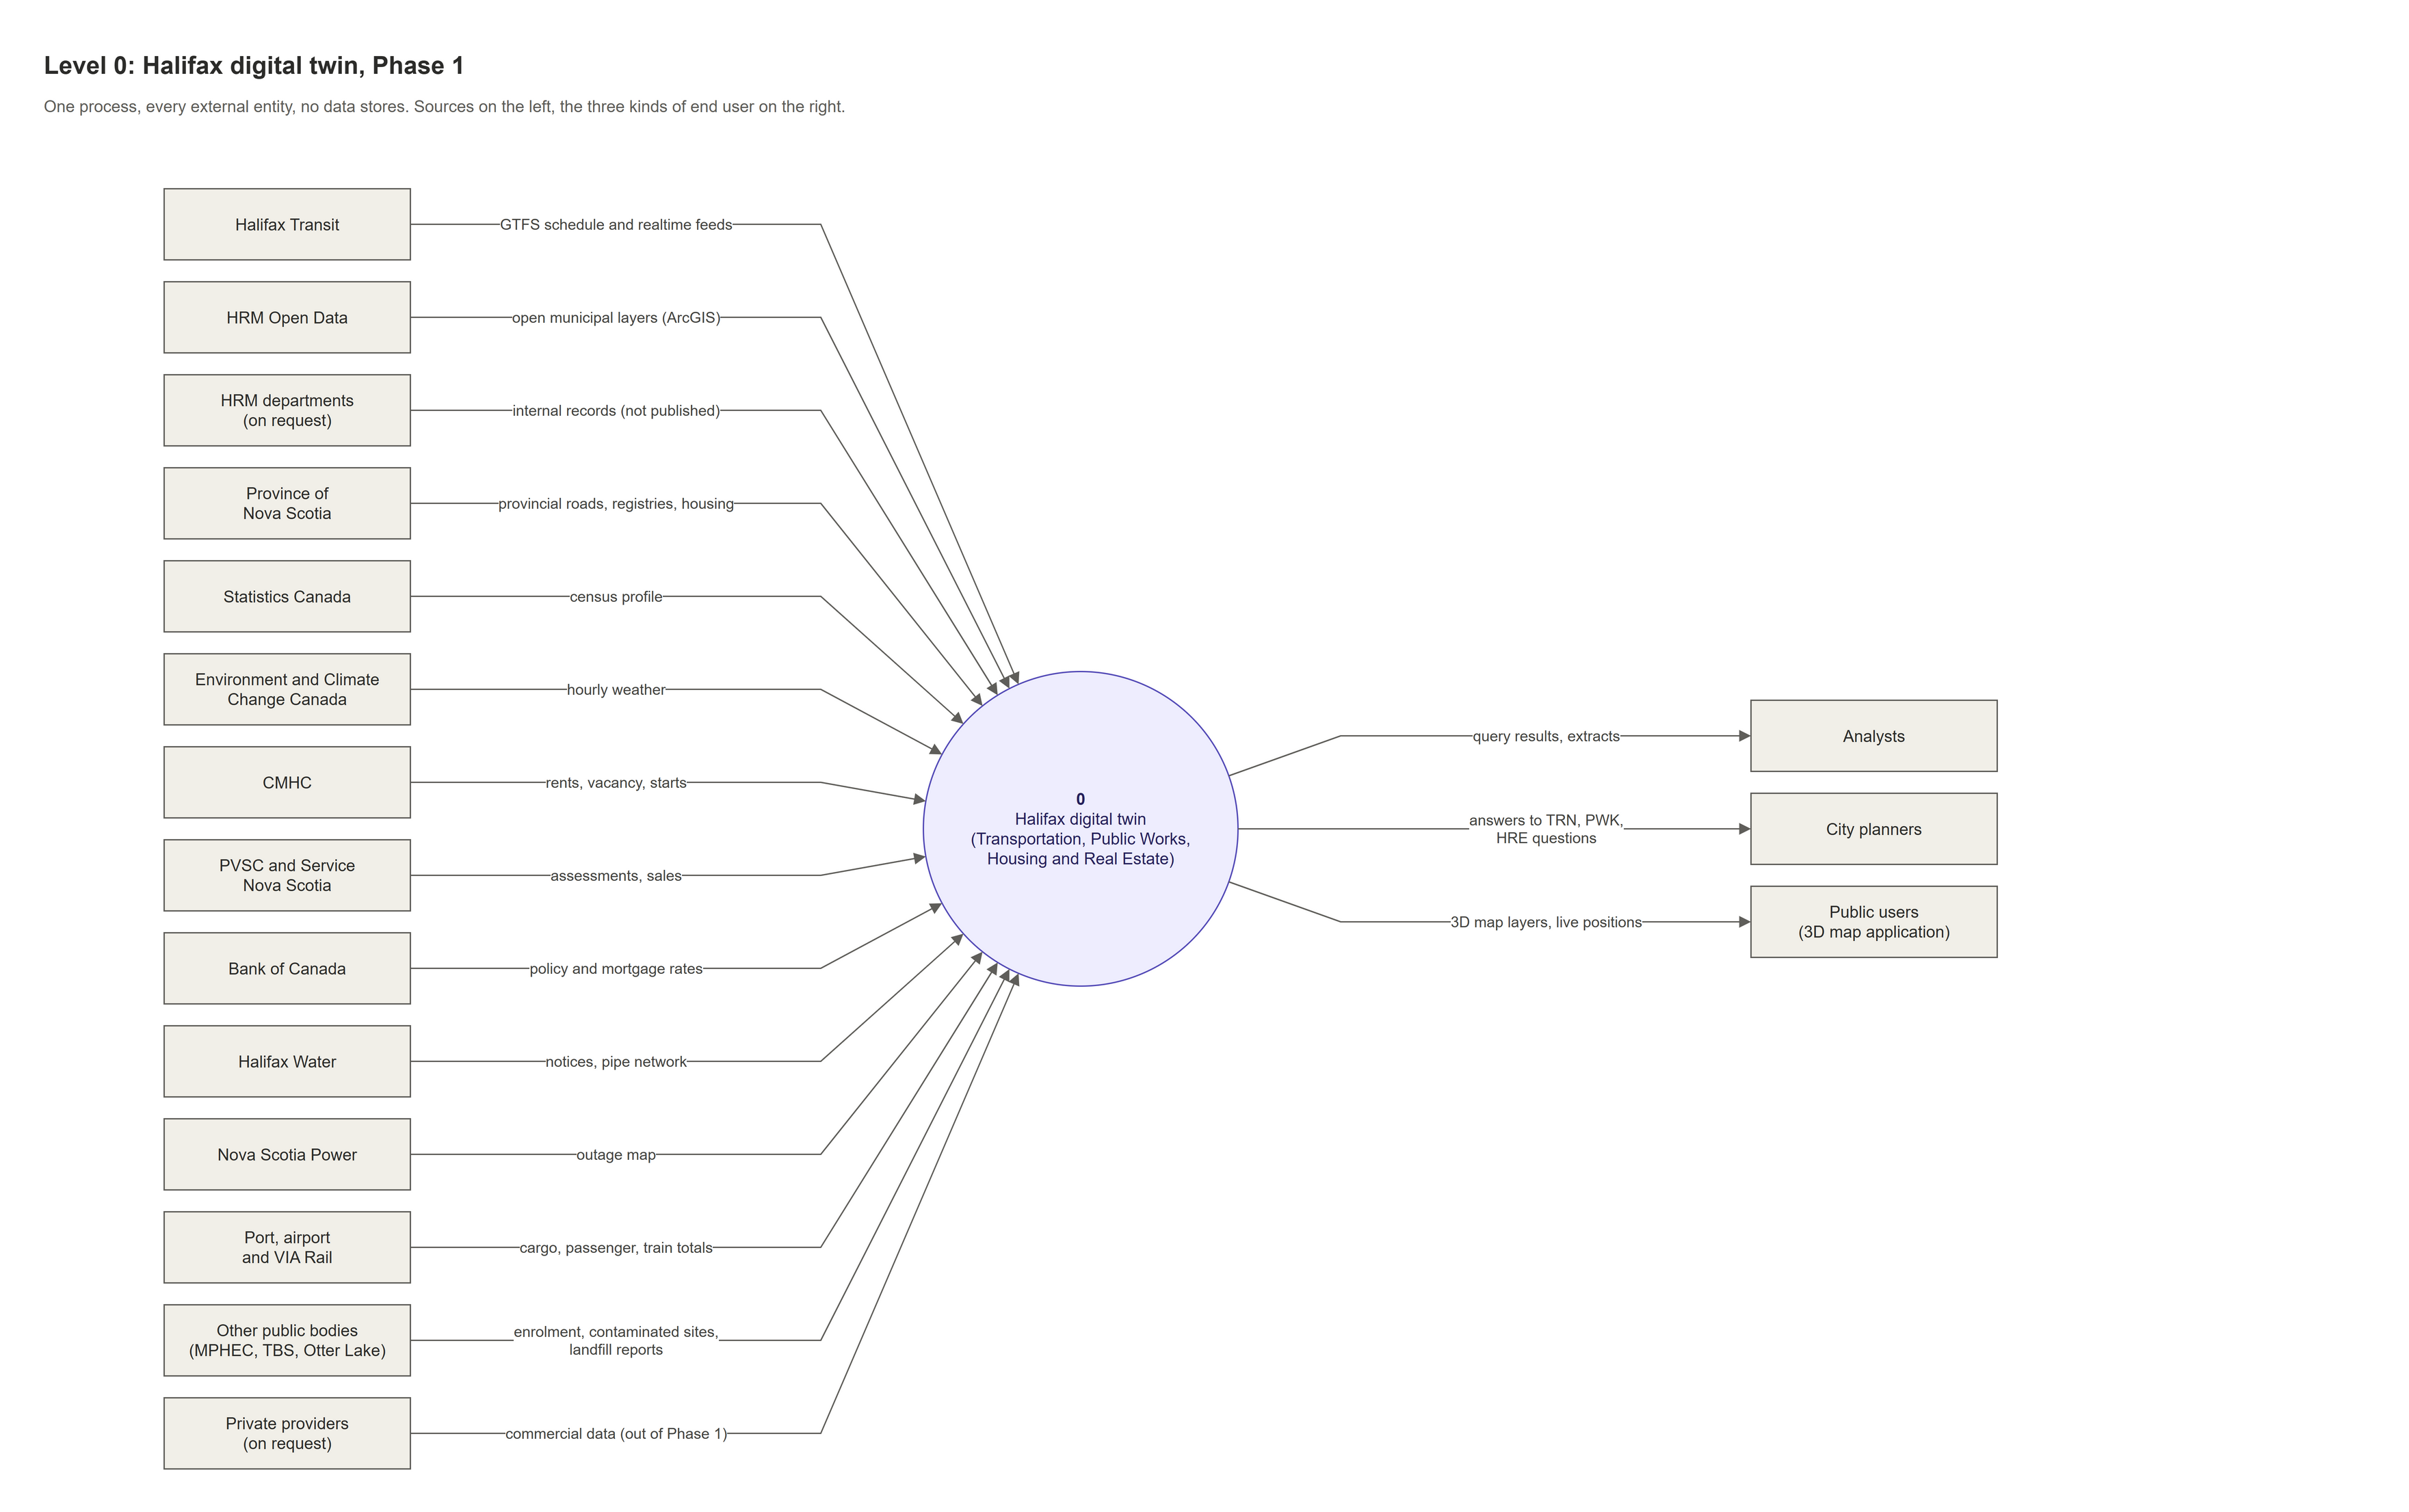 Level 0: Halifax digital twin, Phase 1
One process, every external entity, no data stores. Sources on the left, the three kinds of end user on the right.
Halifax Transit
GTFS schedule and realtime feeds
HRM Open Data
open municipal layers (ArcGIS)
HRM departments
(on request)
internal records (not published)
Province of
Nova Scotia
provincial roads, registries, housing
Statistics Canada
census profile
Environment and Climate
Change Canada
hourly weather
CMHC
rents, vacancy, starts
PVSC and Service
Nova Scotia
assessments, sales
Bank of Canada
policy and mortgage rates
Halifax Water
notices, pipe network
Nova Scotia Power
outage map
Port, airport
and VIA Rail
cargo, passenger, train totals
Other public bodies
(MPHEC, TBS, Otter Lake)
enrolment, contaminated sites,
landfill reports
Private providers
(on request)
commercial data (out of Phase 1)
0
Halifax digital twin
(Transportation, Public Works,
Housing and Real Estate)
query results, extracts
Analysts
answers to TRN, PWK,
HRE questions
City planners
3D map layers, live positions
Public users
(3D map application)